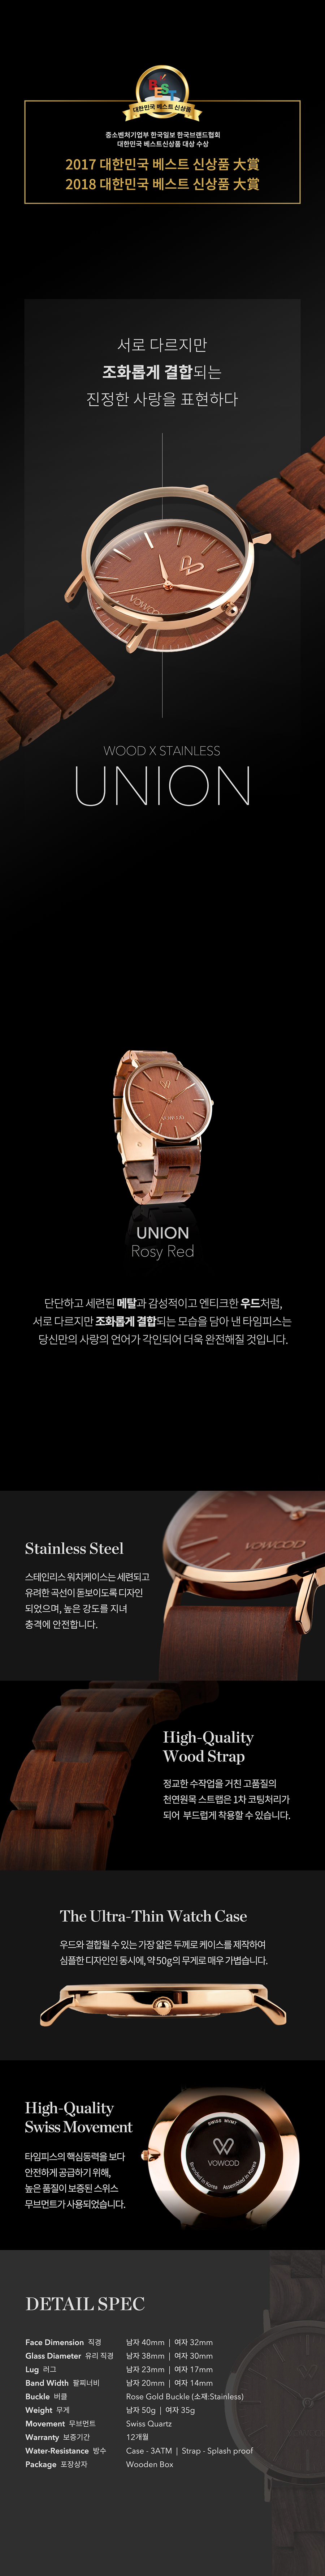 BEST
대한민국 베스트 신상품
중소벤처기업부 한국일보 한국브랜드협회
대한민국 베스트신상품 대상 수상
2017 대한민국 베스트 신상품 大賞
2018 대한민국 베스트 신상품 大賞
서로 다르지만
조화롭게 결합되는
진정한 사랑을 표현하다
VOWOOD
WOOD X STAINLESS
UNION
VOWOOD
UNION
Rosy Red
단단하고 세련된 메탈과 감성적이고 엔티크한 우드처럼,
서로 다르지만 조화롭게 결합되는 모습을 담아 낸 타임피스는
당신만의 사랑의 언어가 각인되어 더욱 완전해질 것입니다.
Stainless Steel
스테인리스 워치케이스는 세련되고
유려한 곡선이 돋보이도록 디자인
되었으며, 높은 강도를 지녀
충격에 안전합니다.
VOWOOD
High-Quality
Wood Strap
정교한 수작업을 거친 고품질의
천연원목 스트랩은 1차 코팅처리가
되어 부드럽게 착용할 수 있습니다.
The Ultra-Thin Watch Case
우드와 결합될 수 있는 가장 얇은 두께로 케이스를 제작하여
심플한 디자인인 동시에, 약 50g의 무게로 매우 가볍습니다.
High-Quality
Swiss Movement
타임피스의 핵심동력을 보다
안전하게 공급하기 위해,
높은 품질이 보증된 스위스
무브먼트가 사용되었습니다.
SWISS MVMT
VOWOOD
Branded in Korea Assembled in Korea
DETAIL SPEC
Face Dimension 직경 남자 40mm | 여자 32mm
Glass Diameter 유리 직경 남자 38mm | 여자 30mm
Lug 러그 남자 23mm | 여자 17mm
Band Width 팔찌너비 남자 20mm | 여자 14mm
Buckle 버클 Rose Gold Buckle (소재:Stainless)
Weight 무게 남자 50g | 여자 35g
Movement 무브먼트 Swiss Quartz
Warranty 보증기간 12개월
Water-Resistance 방수 Case - 3ATM | Strap - Splash proof
Package 포장상자 Wooden Box